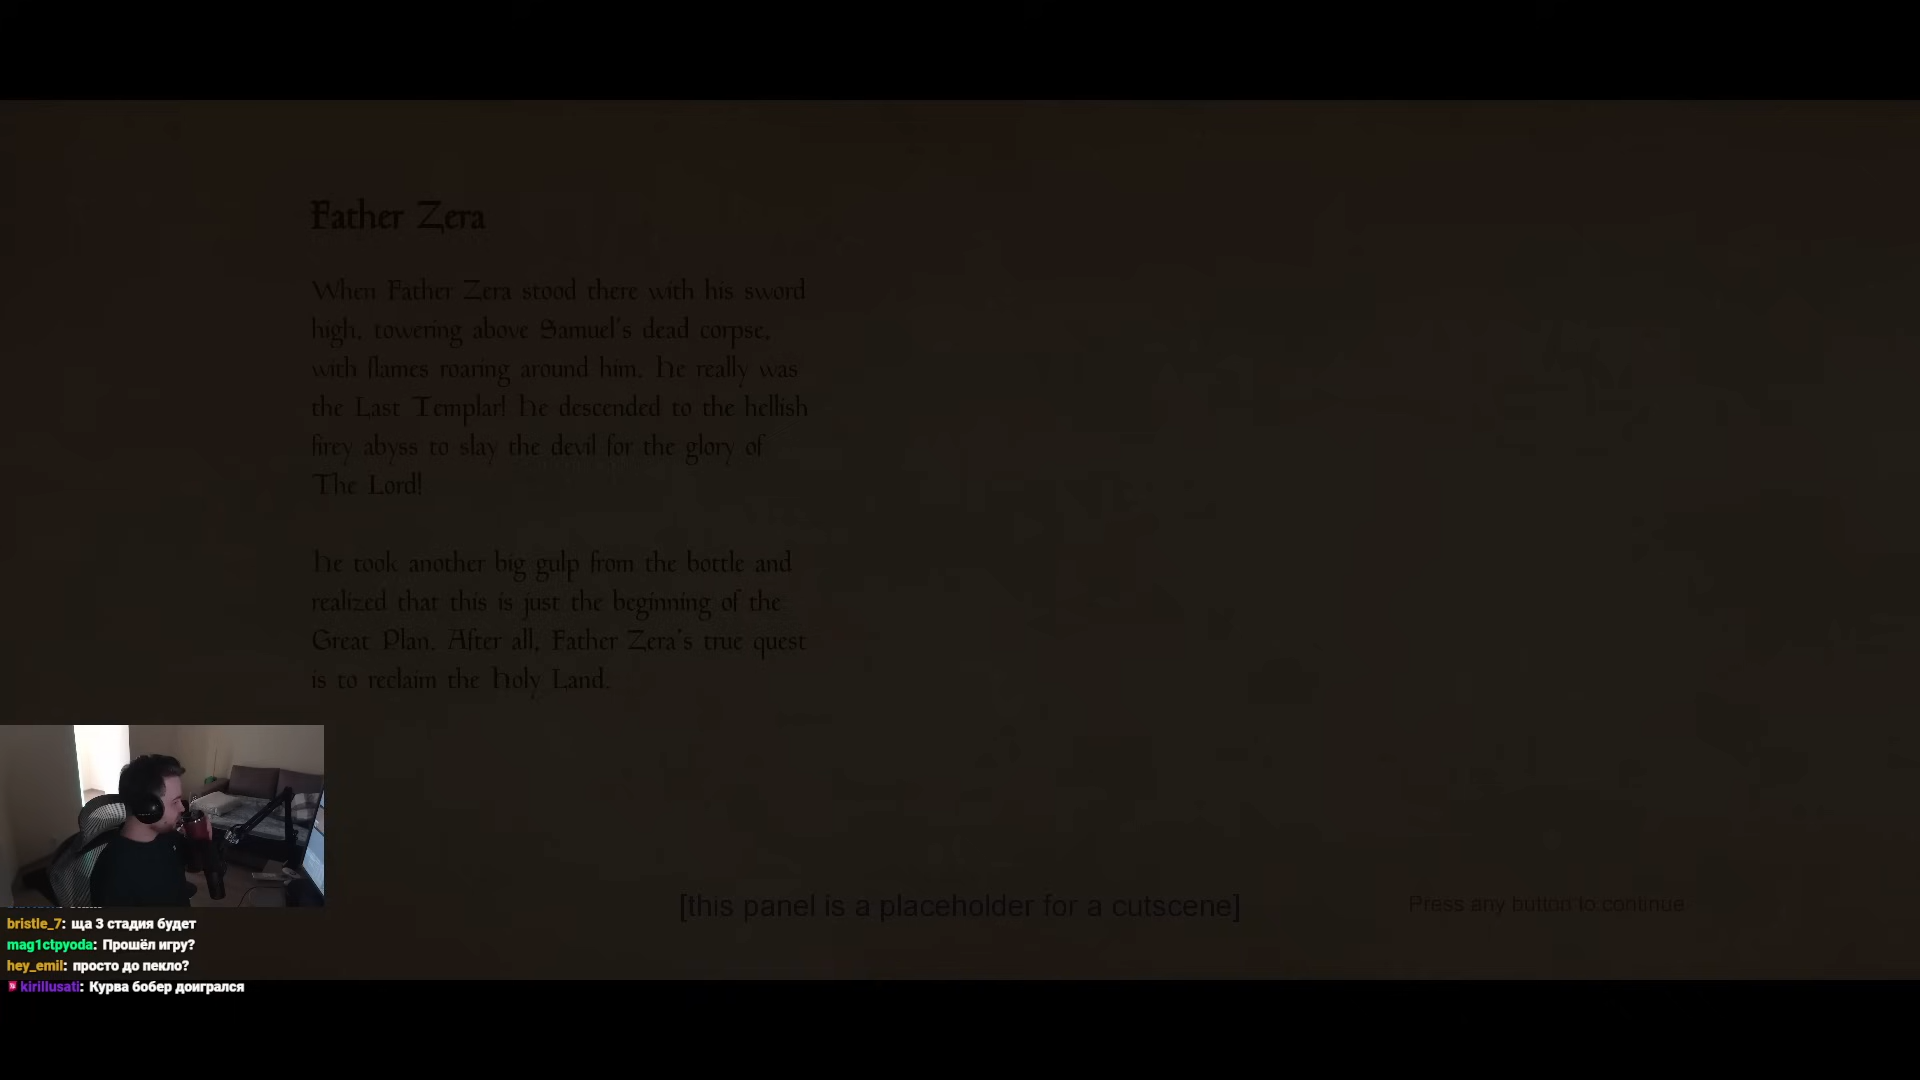 Father Zera
When Father Zera stood there with his sword
high, towering above Samuel's dead corpse,
with flames roaring around him. He really was
the Last Templar! He descended to the hellish
firey abyss to slay the devil for the glory of
The Lord!
He took another big gulp from the bottle and
realized that this is just the beginning of the
Great Plan. After all, Father Zera's true quest
is to reclaim the Holy Land.
[this panel is a placeholder for a cutscene]
Press any button to continue
bristle_7: ща 3 стадия будет
mag1ctpyoda: Прошёл игру?
hey_emil: просто до пекло?
kirillusati: Курва бобер доигрался